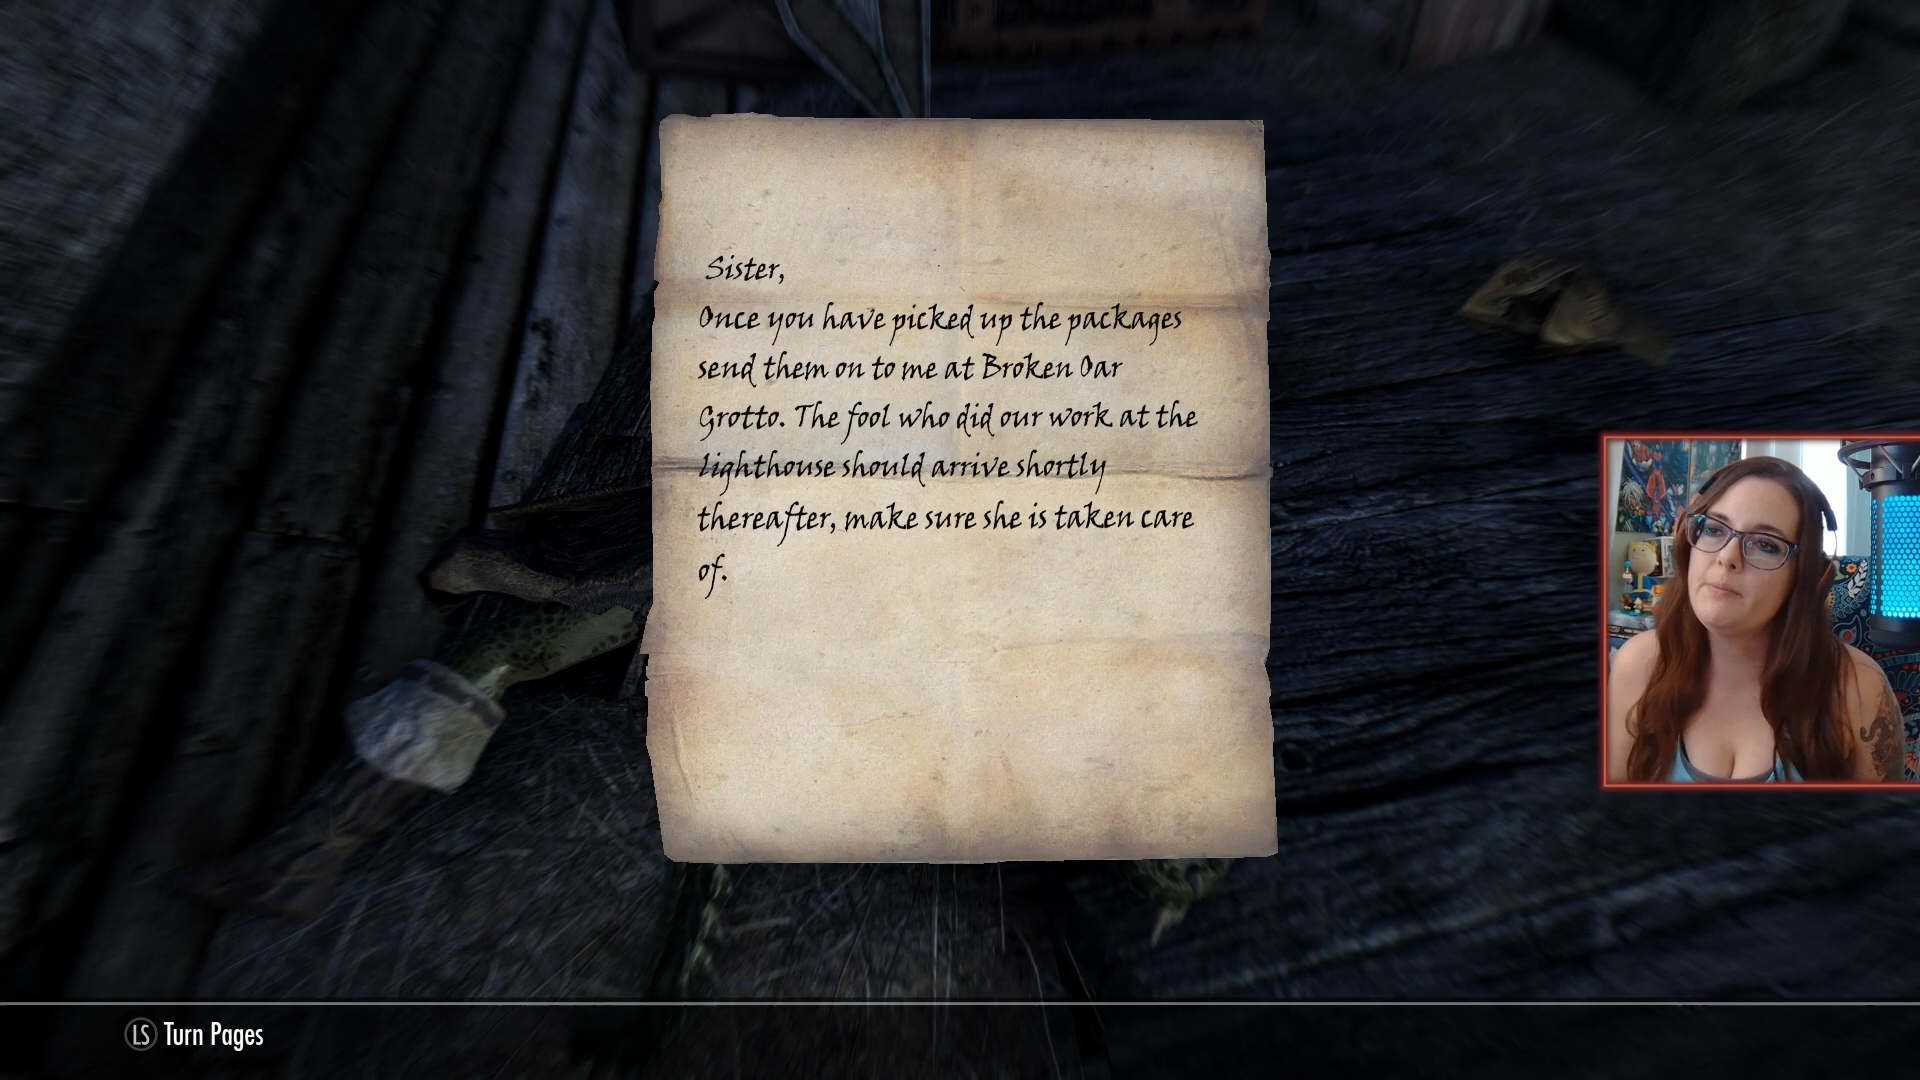 Sister,
Once you have picked up the packages
send them on to me at Broken Oar
Grotto. The fool who did our work at the
lighthouse should arrive shortly
thereafter, make sure she is taken care
of.
LS Turn Pages